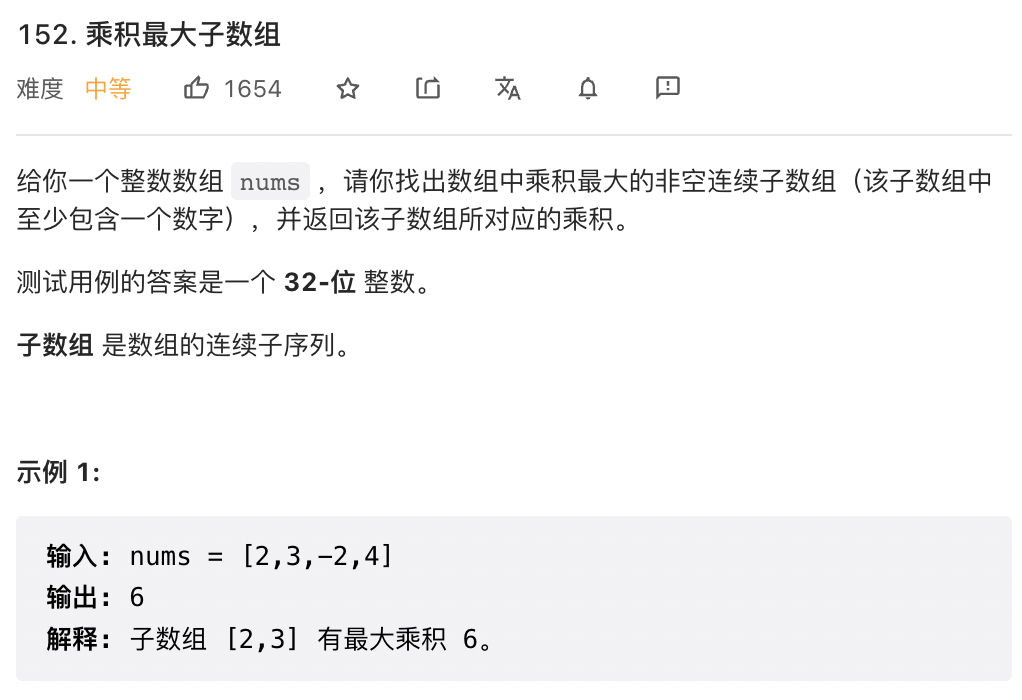 152. 乘积最大子数组
难度 中等 1654
给你一个整数数组 nums ，请你找出数组中乘积最大的非空连续子数组（该子数组中
至少包含一个数字），并返回该子数组所对应的乘积。
测试用例的答案是一个 32-位 整数。
子数组 是数组的连续子序列。
示例 1:
输入: nums = [2,3,-2,4]
输出: 6
解释: 子数组 [2,3] 有最大乘积 6。